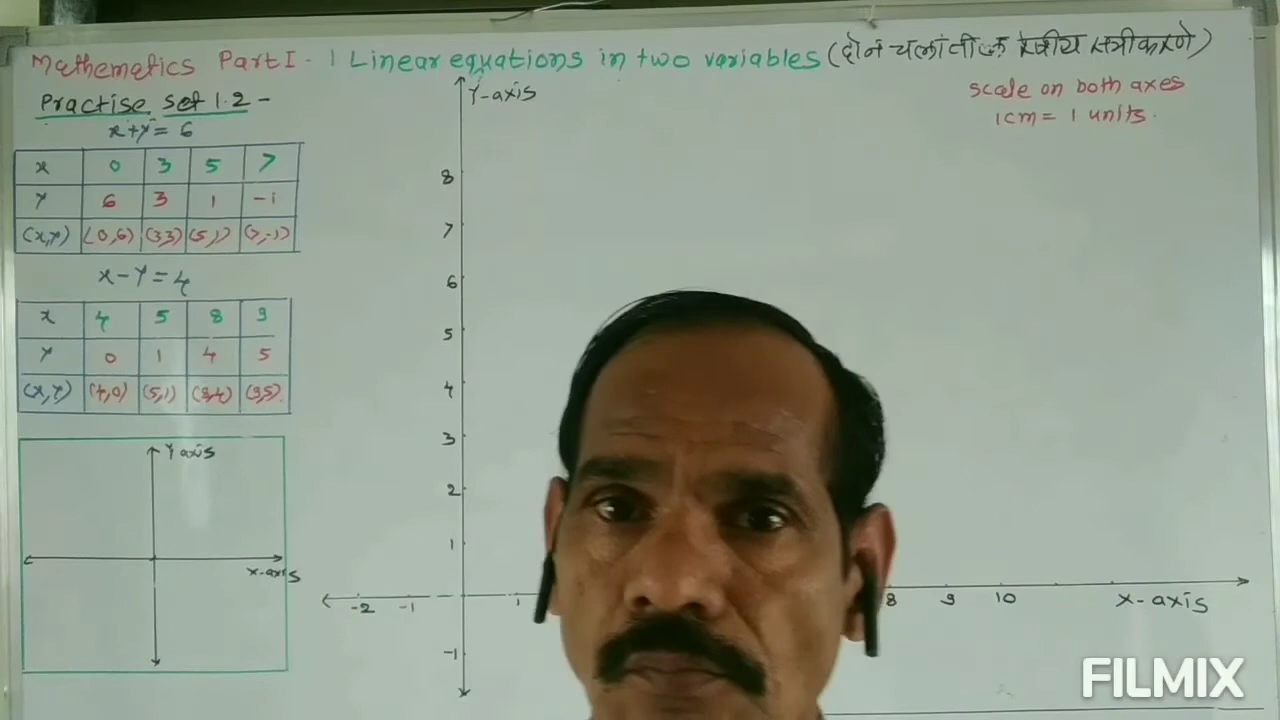 Mathematics Part I - 1 Linear equations in two variables (दोन चलांतील रेषीय समीकरणे)
Practise Set 1.2 -
scale on both axes
1cm = 1 units.
x+y = 6
x 0 3 5 7
y 6 3 1 -1
(x,y) (0,6) (3,3) (5,1) (7,-1)
x-y = 4
x 4 5 8 9
y 0 1 4 5
(x,y) (4,0) (5,1) (8,4) (9,5)
Y axis
x-axis
Y-axis
8
7
6
5
4
3
2
1
-2 -1 1 8 9 10 X-axis
-1
FILMIX